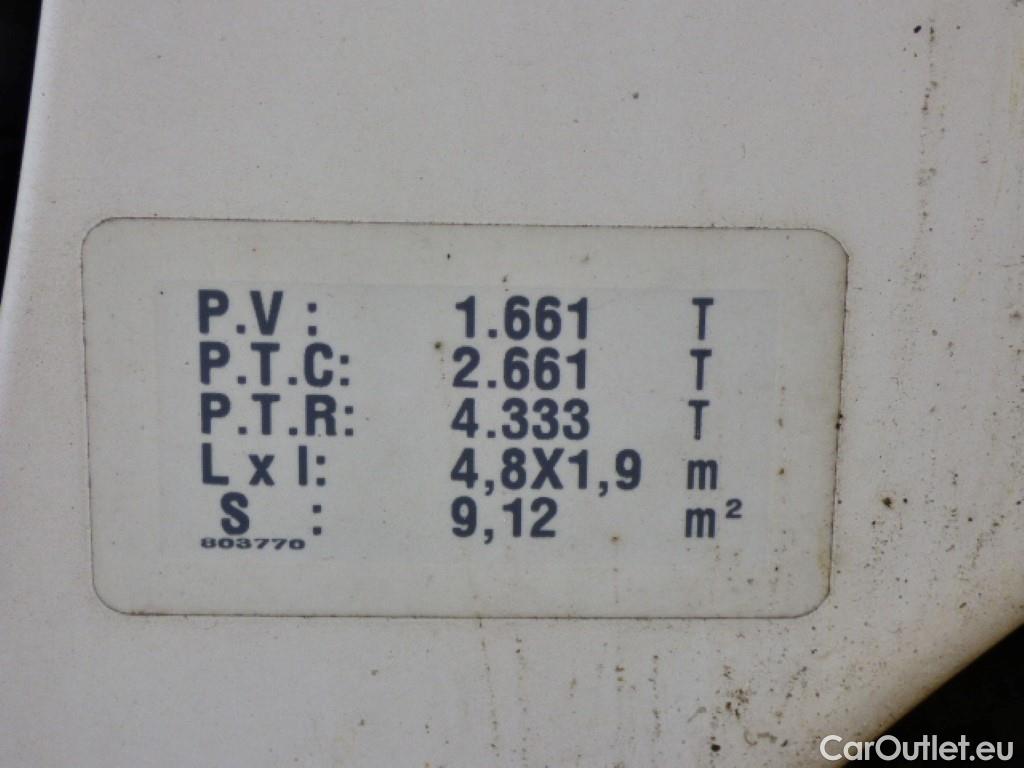 P.V : 1.661 T
P.T.C: 2.661 T
P.T.R: 4.333 T
L x l: 4,8X1,9 m
S : 9,12 m²
803770
CarOutlet.eu